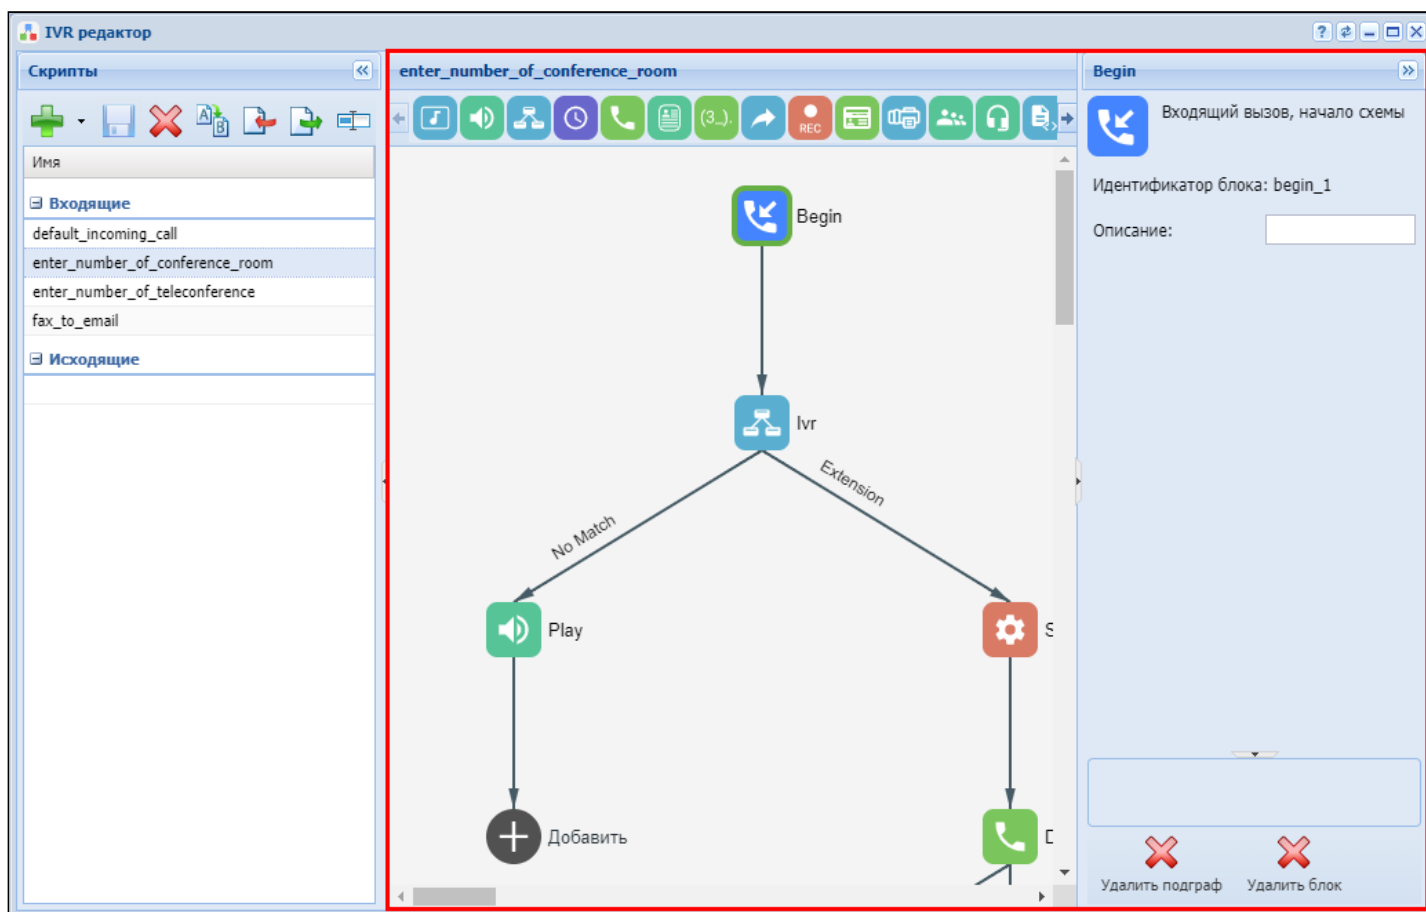 IVR редактор
Скрипты
Имя
Входящие
default_incoming_call
enter_number_of_conference_room
enter_number_of_teleconference
fax_to_email
Исходящие
enter_number_of_conference_room
(3_).
REC
Begin
Ivr
No Match
Extension
Play
S
Добавить
D
Begin
Входящий вызов, начало схемы
Идентификатор блока: begin_1
Описание:
Удалить подграф
Удалить блок